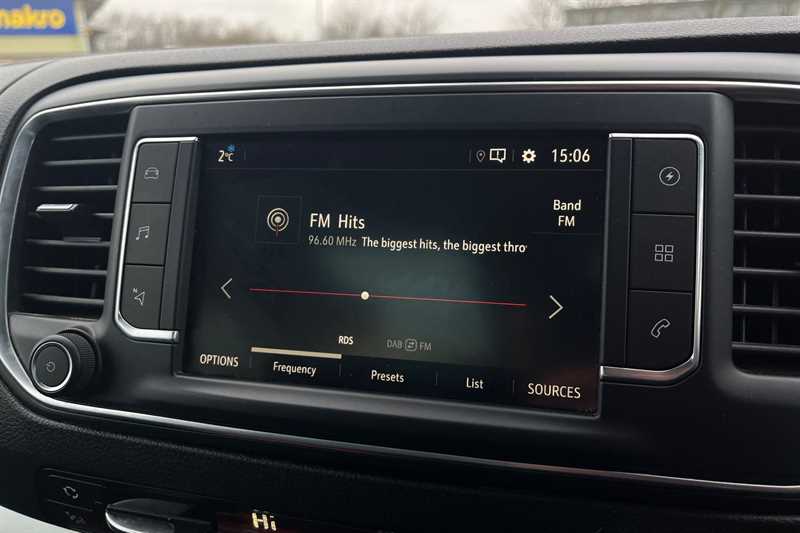 makro
2°C
15:06
FM Hits
96.60 MHz The biggest hits, the biggest thro
Band
FM
N
RDS
DAB FM
OPTIONS
Frequency
Presets
List
SOURCES
Hi